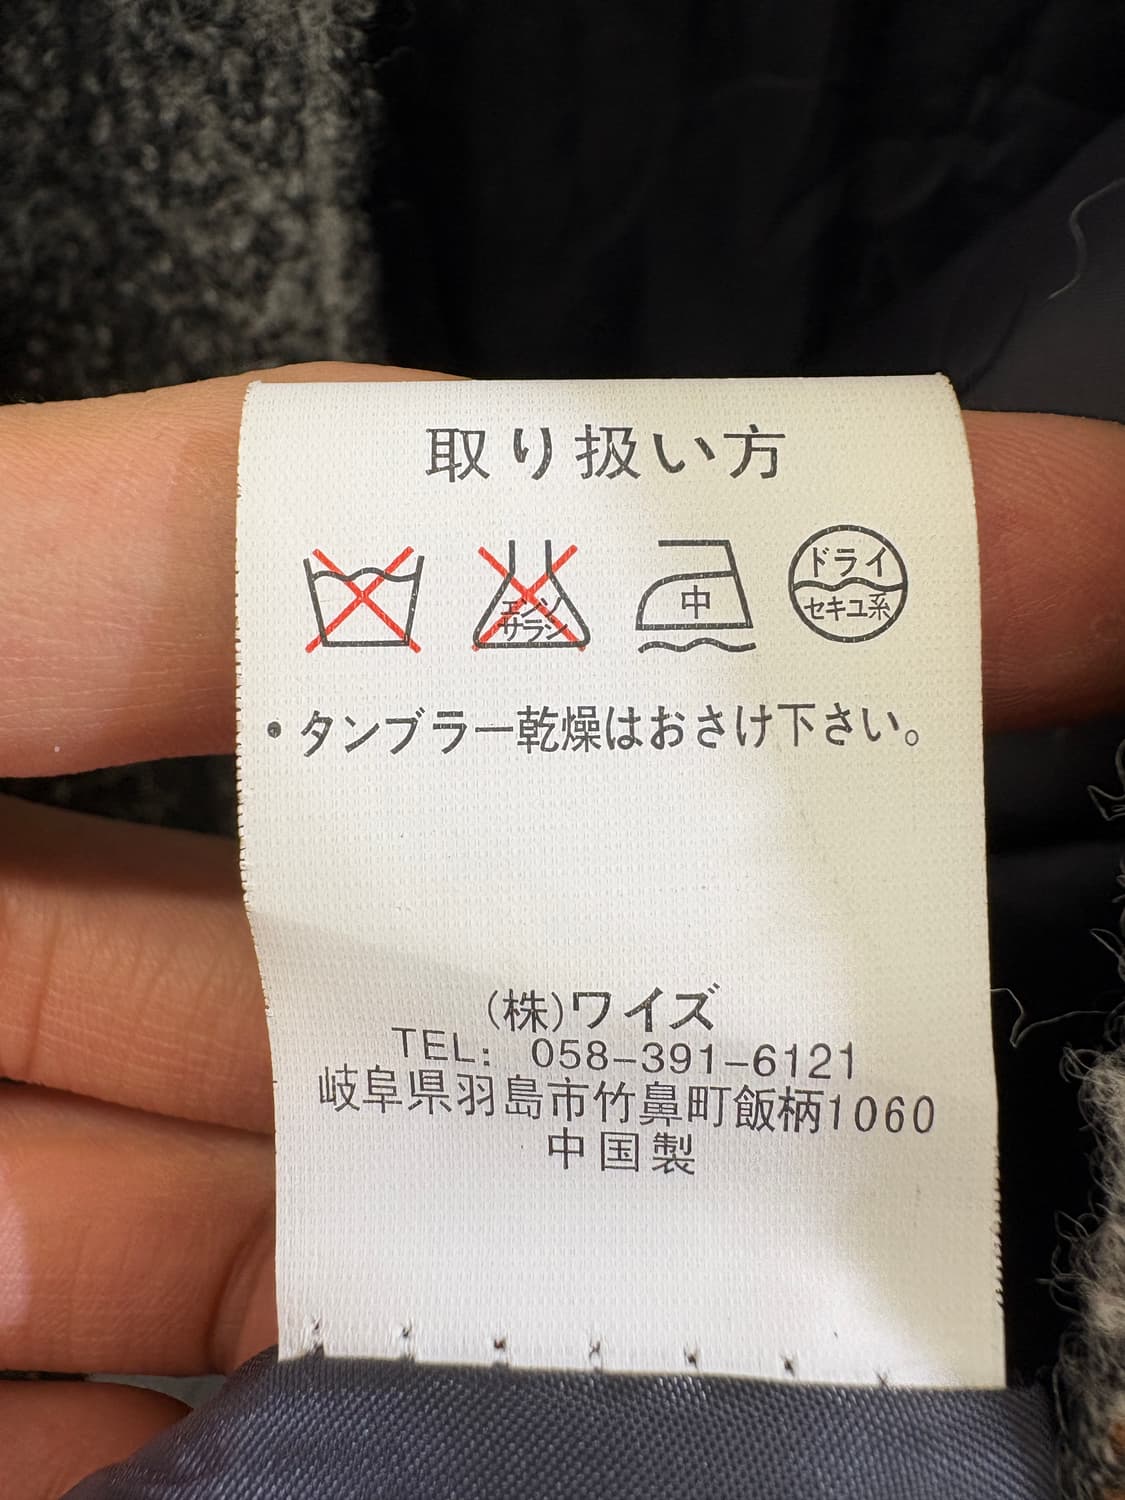 取り扱い方
エンソ
サラシ
中
ドライ
セキユ系
・タンブラー乾燥はおさけ下さい。
(株)ワイズ
TEL: 058-391-6121
岐阜県羽島市竹鼻町飯柄1060
中国製